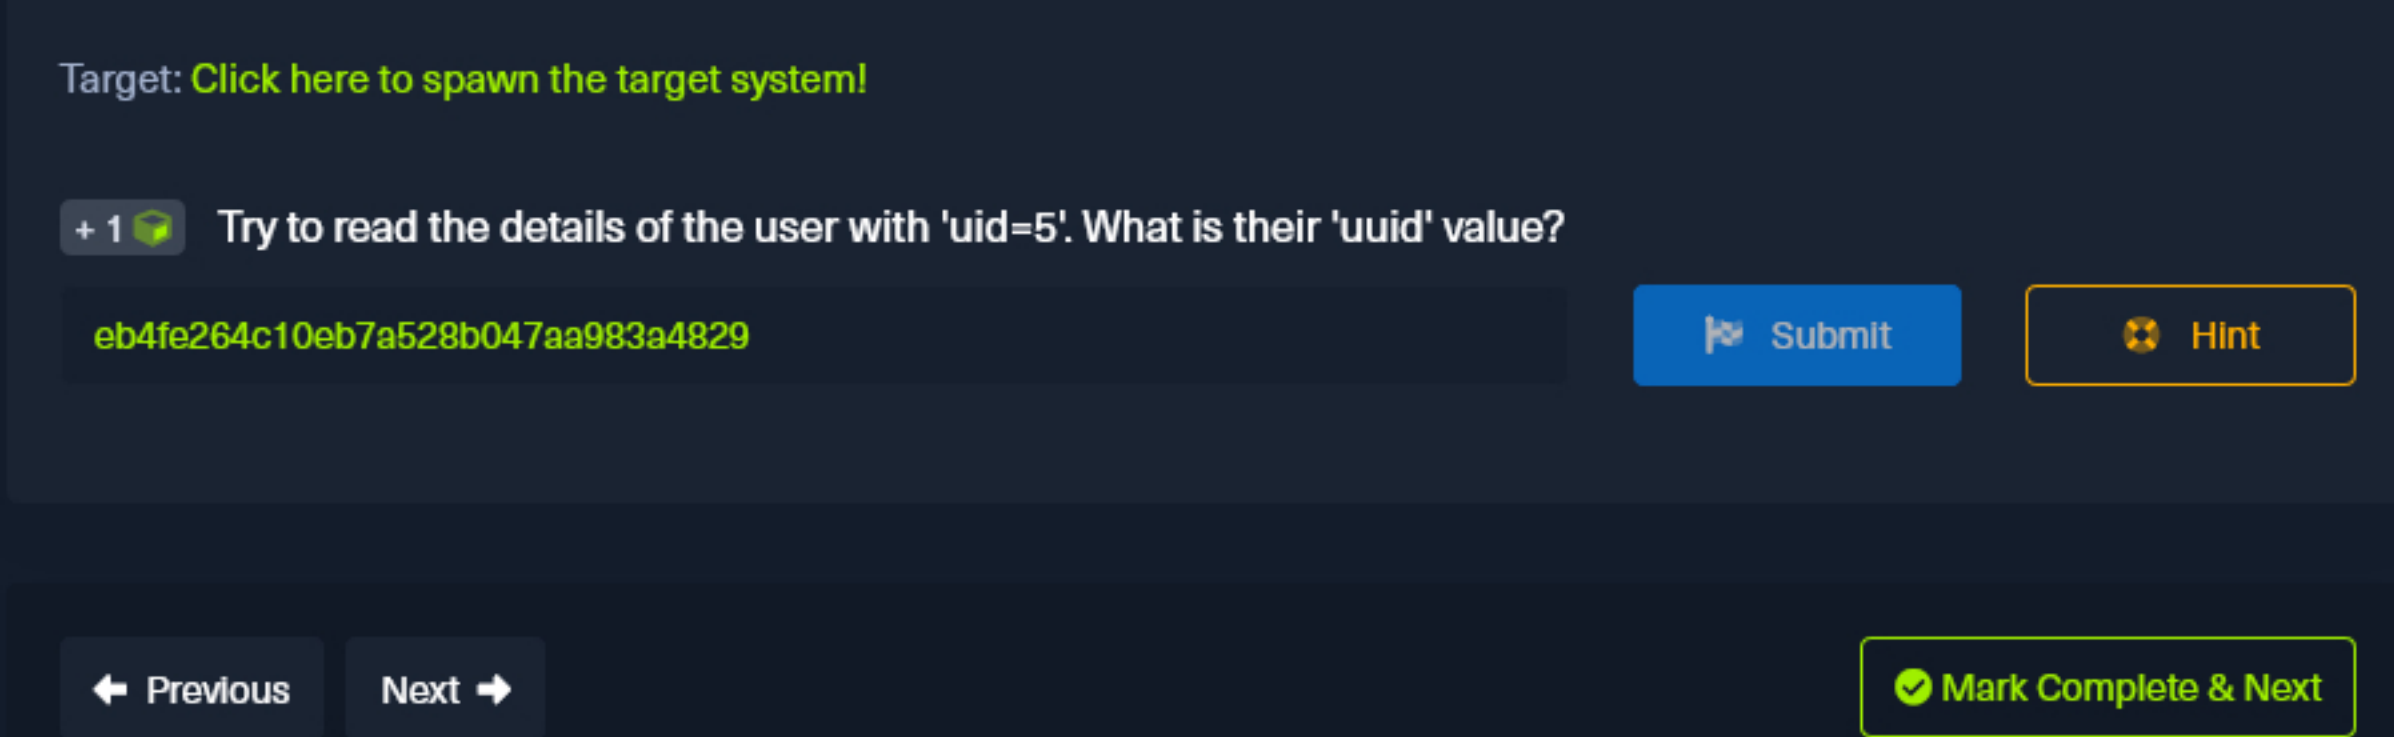 Target: Click here to spawn the target system!
+ 1 Try to read the details of the user with 'uid=5'. What is their 'uuid' value?
eb4fe264c10eb7a528b047aa983a4829 Submit Hint
Previous Next Mark Complete & Next